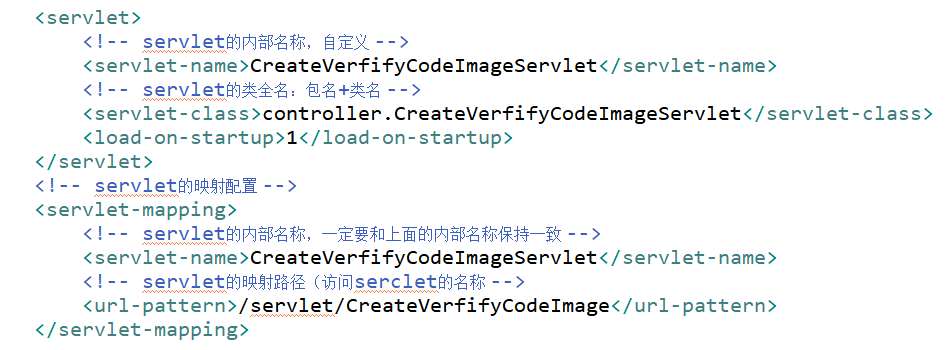 <servlet>
<!-- servlet的内部名称，自定义 -->
<servlet-name>CreateVerfifyCodeImageServlet</servlet-name>
<!-- servlet的类全名：包名+类名 -->
<servlet-class>controller.CreateVerfifyCodeImageServlet</servlet-class>
<load-on-startup>1</load-on-startup>
</servlet>
<!-- servlet的映射配置 -->
<servlet-mapping>
<!-- servlet的内部名称，一定要和上面的内部名称保持一致 -->
<servlet-name>CreateVerfifyCodeImageServlet</servlet-name>
<!-- servlet的映射路径（访问serclet的名称 -->
<url-pattern>/servlet/CreateVerfifyCodeImage</url-pattern>
</servlet-mapping>